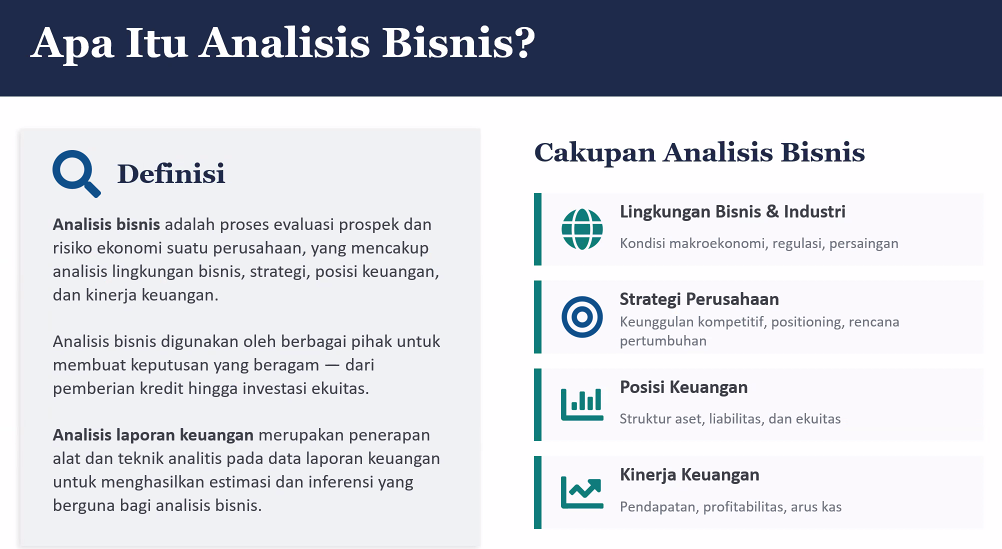 Apa Itu Analisis Bisnis?
Definisi
Analisis bisnis adalah proses evaluasi prospek dan
risiko ekonomi suatu perusahaan, yang mencakup
analisis lingkungan bisnis, strategi, posisi keuangan,
dan kinerja keuangan.
Analisis bisnis digunakan oleh berbagai pihak untuk
membuat keputusan yang beragam — dari
pemberian kredit hingga investasi ekuitas.
Analisis laporan keuangan merupakan penerapan
alat dan teknik analitis pada data laporan keuangan
untuk menghasilkan estimasi dan inferensi yang
berguna bagi analisis bisnis.
Cakupan Analisis Bisnis
Lingkungan Bisnis & Industri
Kondisi makroekonomi, regulasi, persaingan
Strategi Perusahaan
Keunggulan kompetitif, positioning, rencana
pertumbuhan
Posisi Keuangan
Struktur aset, liabilitas, dan ekuitas
Kinerja Keuangan
Pendapatan, profitabilitas, arus kas